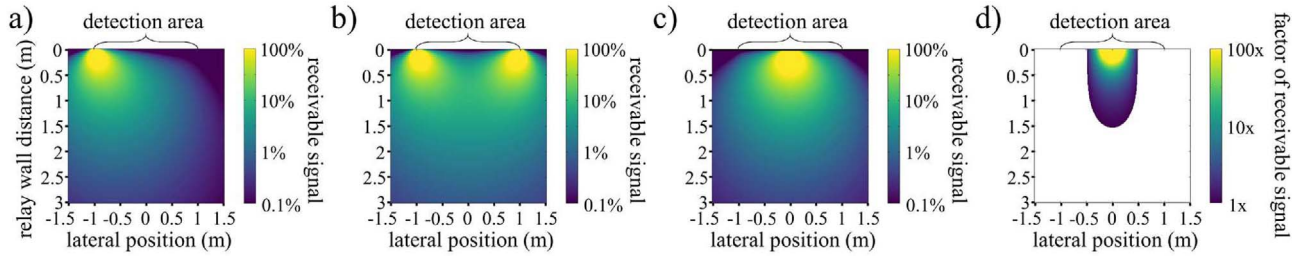 a)
detection area
relay wall distance (m)
0
0.5
1
1.5
2
2.5
3
-1.5 -1 -0.5 0 0.5 1 1.5
lateral position (m)
100%
10%
1%
0.1%
receivable signal
b)
detection area
0
0.5
1
1.5
2
2.5
3
-1.5 -1 -0.5 0 0.5 1 1.5
lateral position (m)
100%
10%
1%
0.1%
receivable signal
c)
detection area
0
0.5
1
1.5
2
2.5
3
-1.5 -1 -0.5 0 0.5 1 1.5
lateral position (m)
100%
10%
1%
0.1%
receivable signal
d)
detection area
0
0.5
1
1.5
2
2.5
3
-1.5 -1 -0.5 0 0.5 1 1.5
lateral position (m)
100x
10x
1x
factor of receivable signal